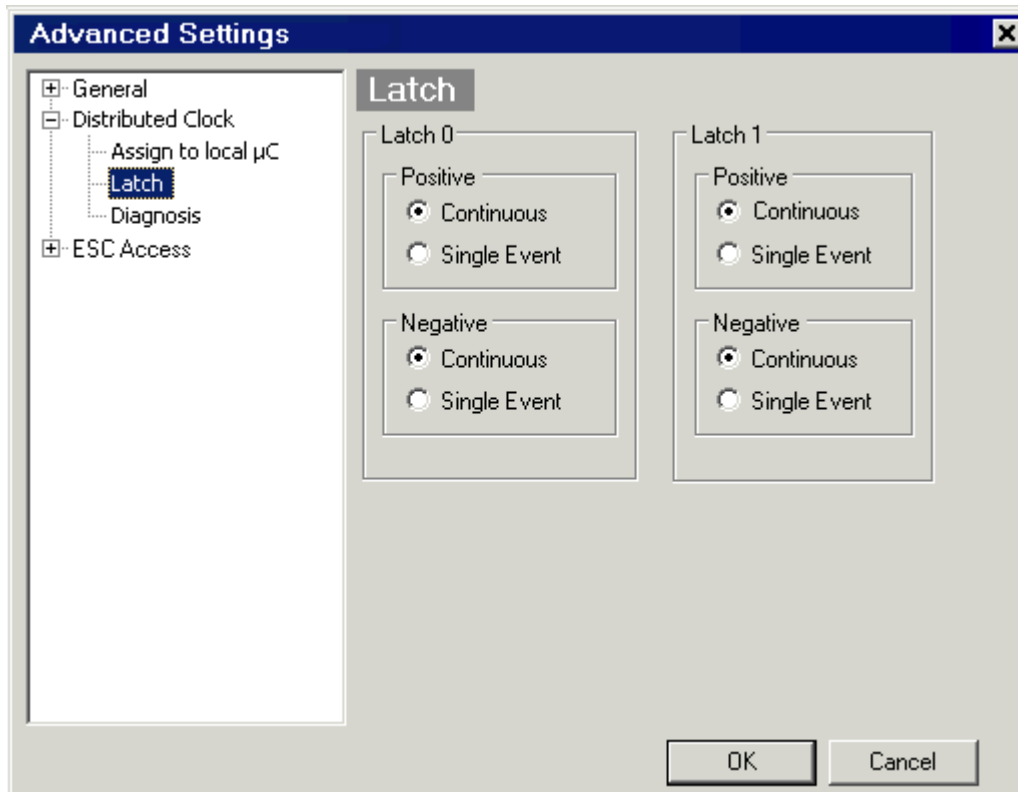 Advanced Settings
General
Distributed Clock
Assign to local µC
Latch
Diagnosis
ESC Access
Latch
Latch 0
Positive
Continuous
Single Event
Negative
Continuous
Single Event
Latch 1
Positive
Continuous
Single Event
Negative
Continuous
Single Event
OK
Cancel